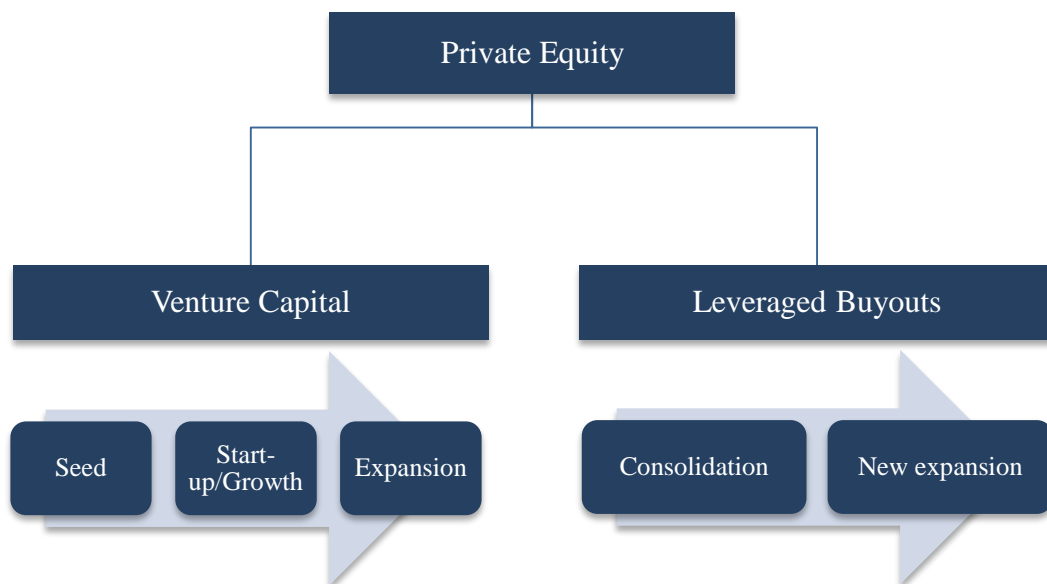 Private Equity
Venture Capital
Leveraged Buyouts
Seed
Start-
up/Growth
Expansion
Consolidation
New expansion